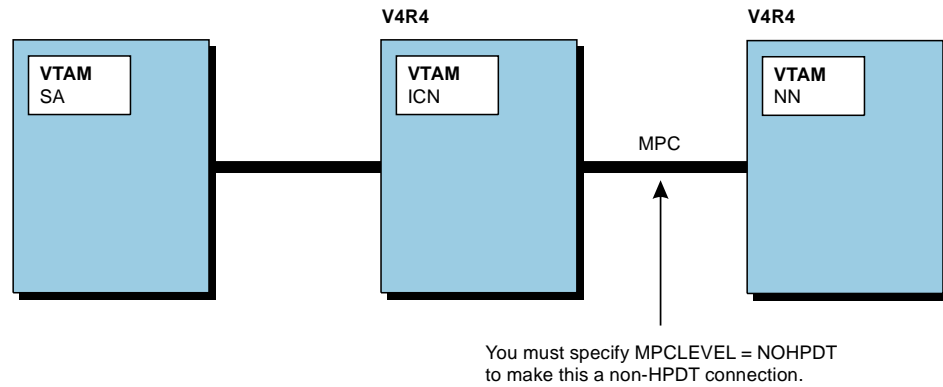 V4R4
V4R4
VTAM
SA
VTAM
ICN
VTAM
NN
MPC
You must specify MPCLEVEL = NOHPDT
to make this a non-HPDT connection.